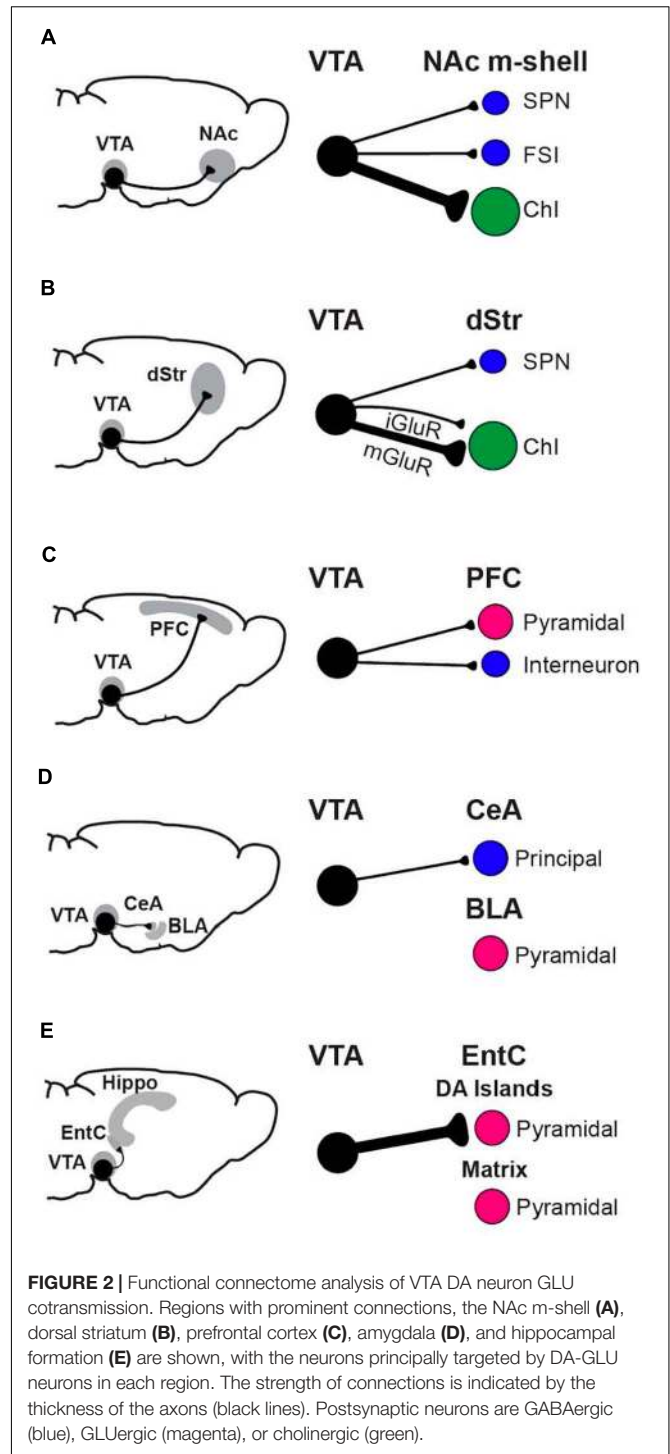 A
VTA
NAc
VTA
NAc m-shell
SPN
FSI
ChI
B
VTA
dStr
VTA
dStr
SPN
iGluR
mGluR
ChI
C
VTA
PFC
VTA
PFC
Pyramidal
Interneuron
D
VTA
CeA
BLA
VTA
CeA
Principal
BLA
Pyramidal
E
Hippo
EntC
VTA
VTA
EntC
DA Islands
Pyramidal
Matrix
Pyramidal
FIGURE 2 | Functional connectome analysis of VTA DA neuron GLU
cotransmission. Regions with prominent connections, the NAc m-shell (A),
dorsal striatum (B), prefrontal cortex (C), amygdala (D), and hippocampal
formation (E) are shown, with the neurons principally targeted by DA-GLU
neurons in each region. The strength of connections is indicated by the
thickness of the axons (black lines). Postsynaptic neurons are GABAergic
(blue), GLUergic (magenta), or cholinergic (green).